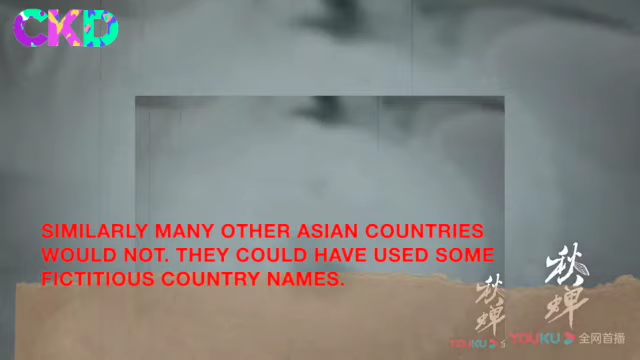 CKD
SIMILARLY MANY OTHER ASIAN COUNTRIES
WOULD NOT. THEY COULD HAVE USED SOME
FICTITIOUS COUNTRY NAMES.
秋蝉
秋蝉
YOUKU S
YOUKU 全网首播